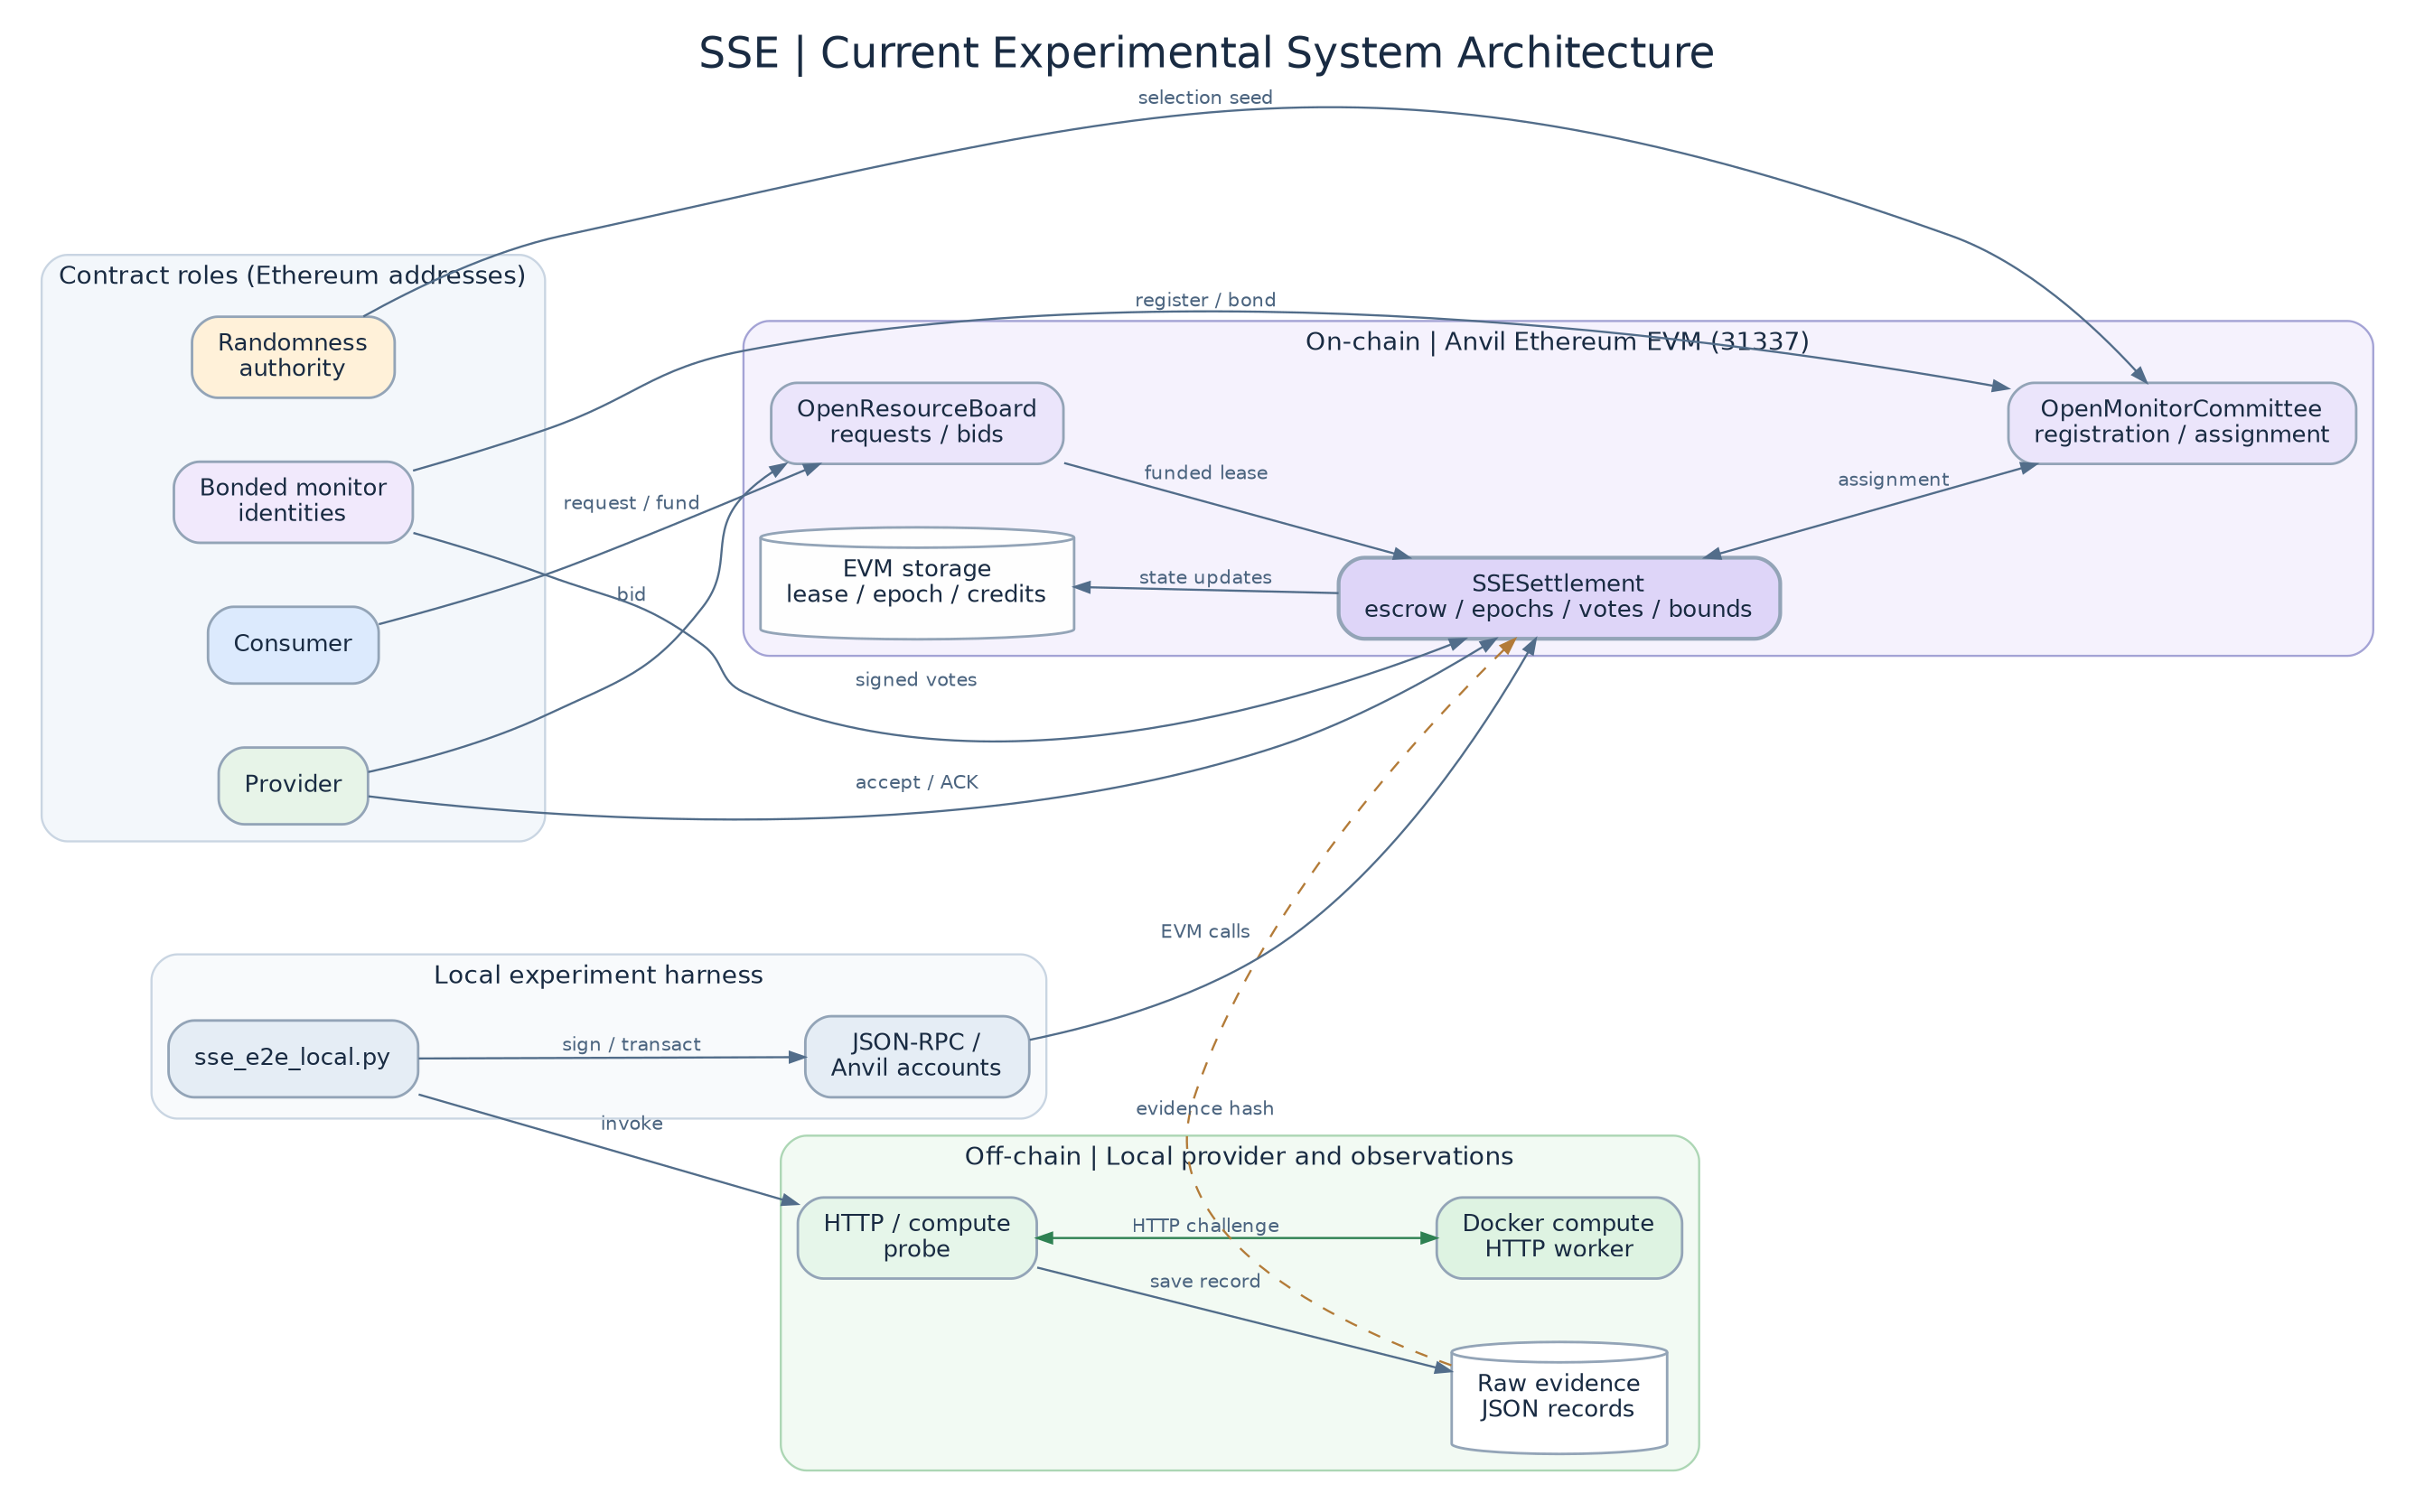 SSE | Current Experimental System Architecture
selection seed
Contract roles (Ethereum addresses)
Randomness
authority
Bonded monitor
identities
Consumer
Provider
register / bond
request / fund
bid
signed votes
accept / ACK
On-chain | Anvil Ethereum EVM (31337)
OpenResourceBoard
requests / bids
OpenMonitorCommittee
registration / assignment
funded lease
assignment
EVM storage
lease / epoch / credits
state updates
SSESettlement
escrow / epochs / votes / bounds
EVM calls
Local experiment harness
sse_e2e_local.py
sign / transact
JSON-RPC /
Anvil accounts
invoke
evidence hash
Off-chain | Local provider and observations
HTTP / compute
probe
HTTP challenge
Docker compute
HTTP worker
save record
Raw evidence
JSON records